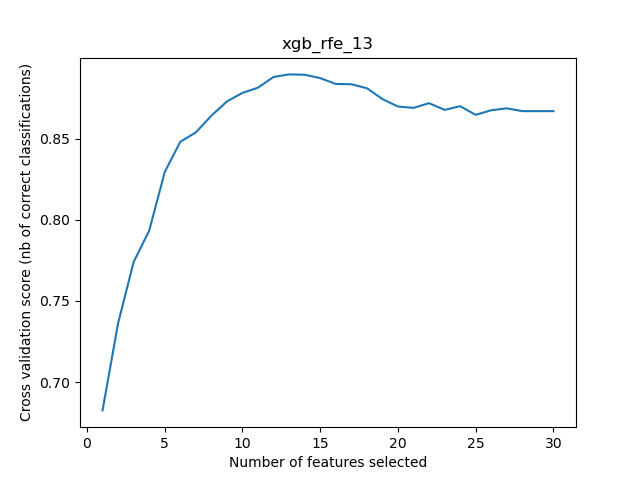 xgb_rfe_13
Cross validation score (nb of correct classifications)
0.85
0.80
0.75
0.70
0 5 10 15 20 25 30
Number of features selected